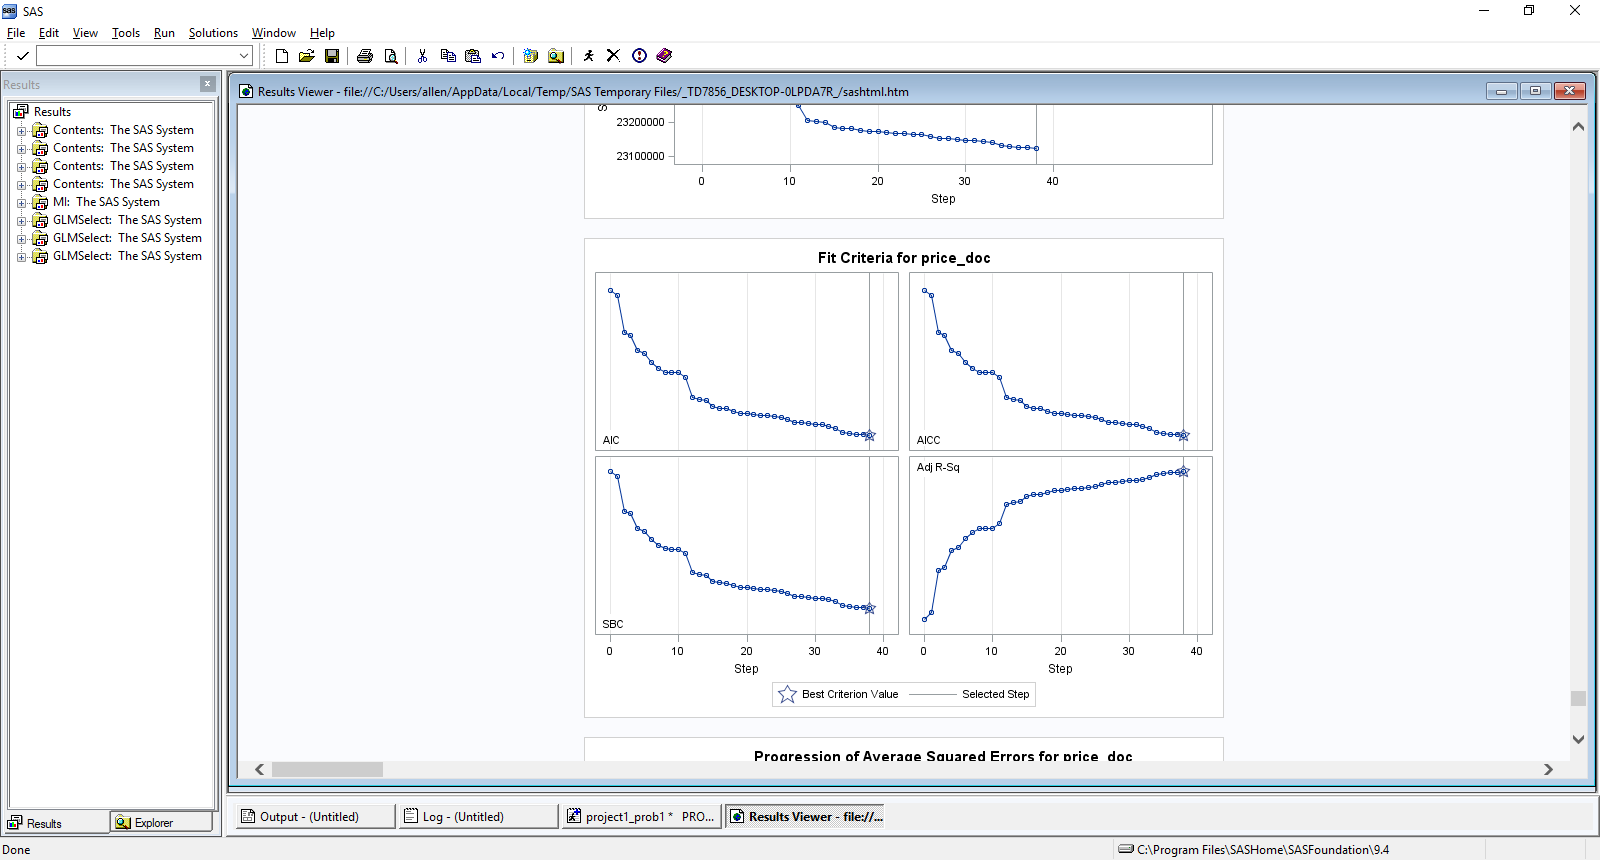 SAS
File Edit View Tools Run Solutions Window Help
Results
Results
Contents: The SAS System
Contents: The SAS System
Contents: The SAS System
Contents: The SAS System
MI: The SAS System
GLMSelect: The SAS System
GLMSelect: The SAS System
GLMSelect: The SAS System
Results Explorer
Results Viewer - file://C:/Users/allen/AppData/Local/Temp/SAS Temporary Files/_TD7856_DESKTOP-0LPDA7R_/sashtml.htm
23200000
23100000
0 10 20 30 40
Step
Fit Criteria for price_doc
AIC
AICC
SBC
Adj R-Sq
0 10 20 30 40
0 10 20 30 40
Step
Step
Best Criterion Value Selected Step
Progression of Average Squared Errors for price_doc
Output - (Untitled) Log - (Untitled) project1_prob1 * PRO... Results Viewer - file://...
Done C:\Program Files\SASHome\SASFoundation\9.4